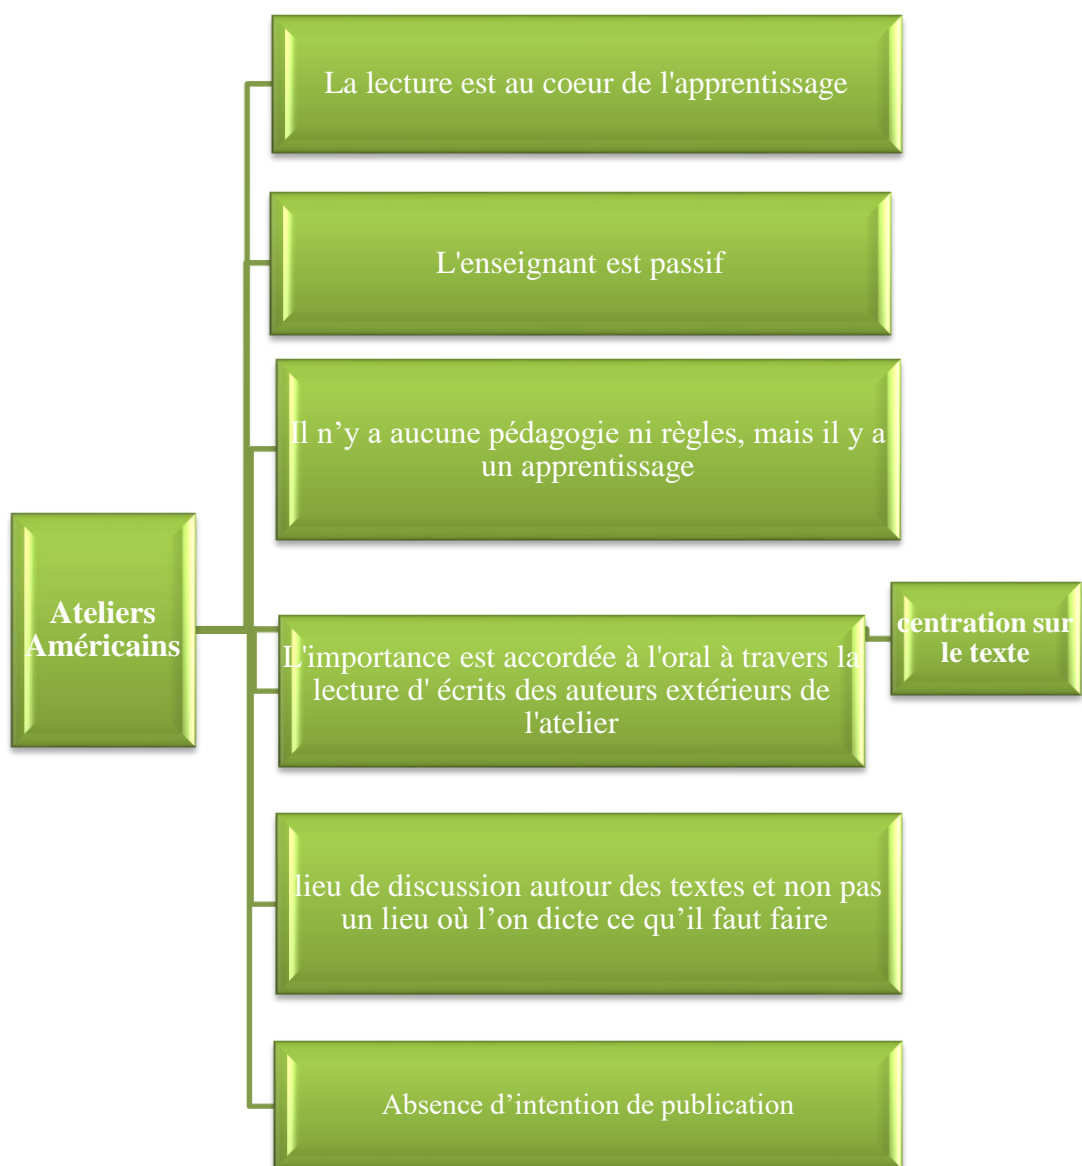 La lecture est au coeur de l'apprentissage
L'enseignant est passif
Il n’y a aucune pédagogie ni règles, mais il y a
un apprentissage
Ateliers
Américains
L'importance est accordée à l'oral à travers la
lecture d' écrits des auteurs extérieurs de
l'atelier
centration sur
le texte
lieu de discussion autour des textes et non pas
un lieu où l’on dicte ce qu’il faut faire
Absence d’intention de publication